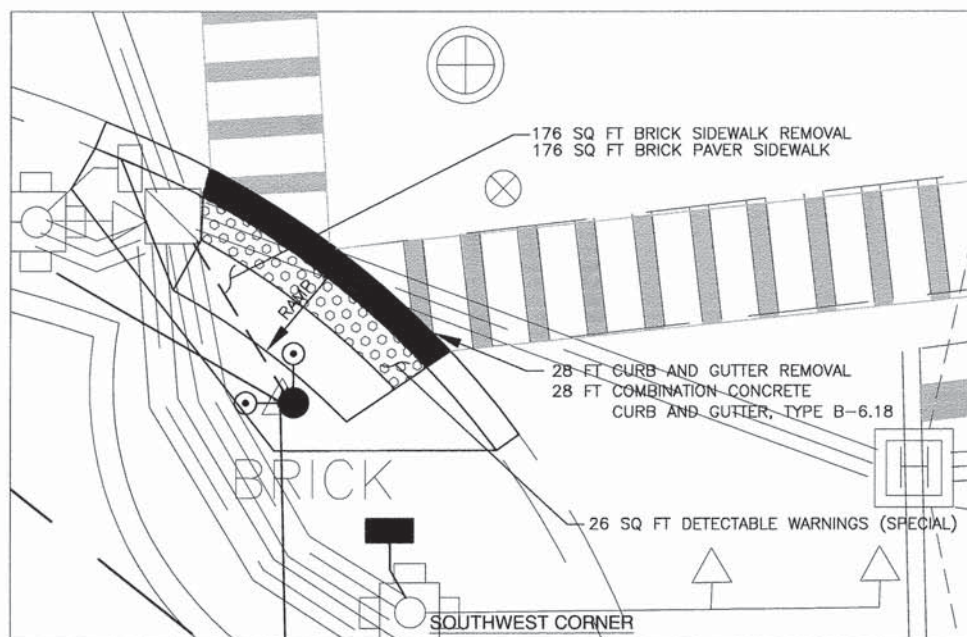 176 SQ FT BRICK SIDEWALK REMOVAL
176 SQ FT BRICK PAVER SIDEWALK
RAMP
28 FT CURB AND GUTTER REMOVAL
28 FT COMBINATION CONCRETE
CURB AND GUTTER, TYPE B-6.18
BRICK
26 SQ FT DETECTABLE WARNINGS (SPECIAL)
SOUTHWEST CORNER